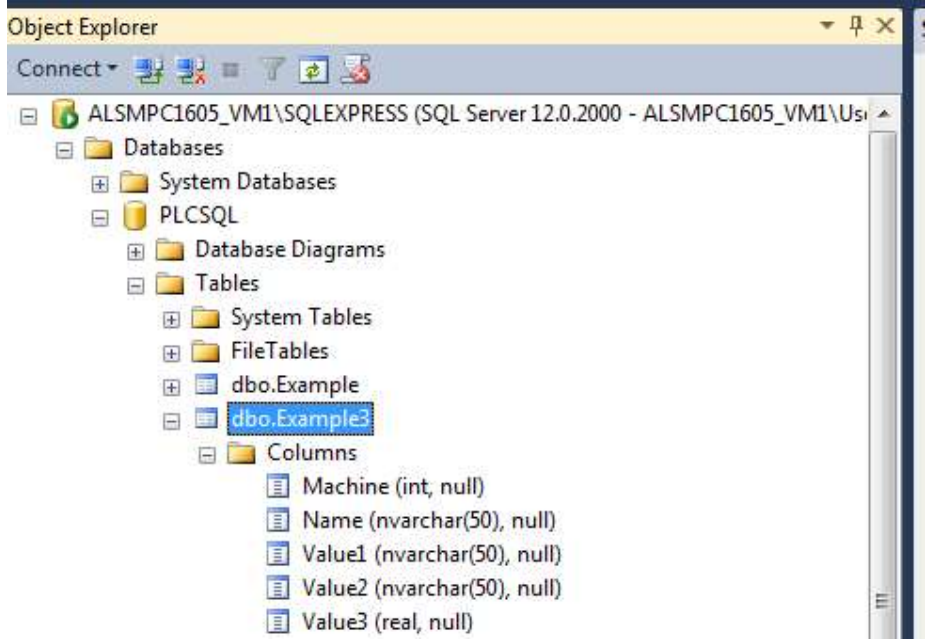 Object Explorer
Connect
ALSMPC1605_VM1\SQLEXPRESS (SQL Server 12.0.2000 - ALSMPC1605_VM1\Us
Databases
System Databases
PLCSQL
Database Diagrams
Tables
System Tables
FileTables
dbo.Example
dbo.Example3
Columns
Machine (int, null)
Name (nvarchar(50), null)
Value1 (nvarchar(50), null)
Value2 (nvarchar(50), null)
Value3 (real, null)